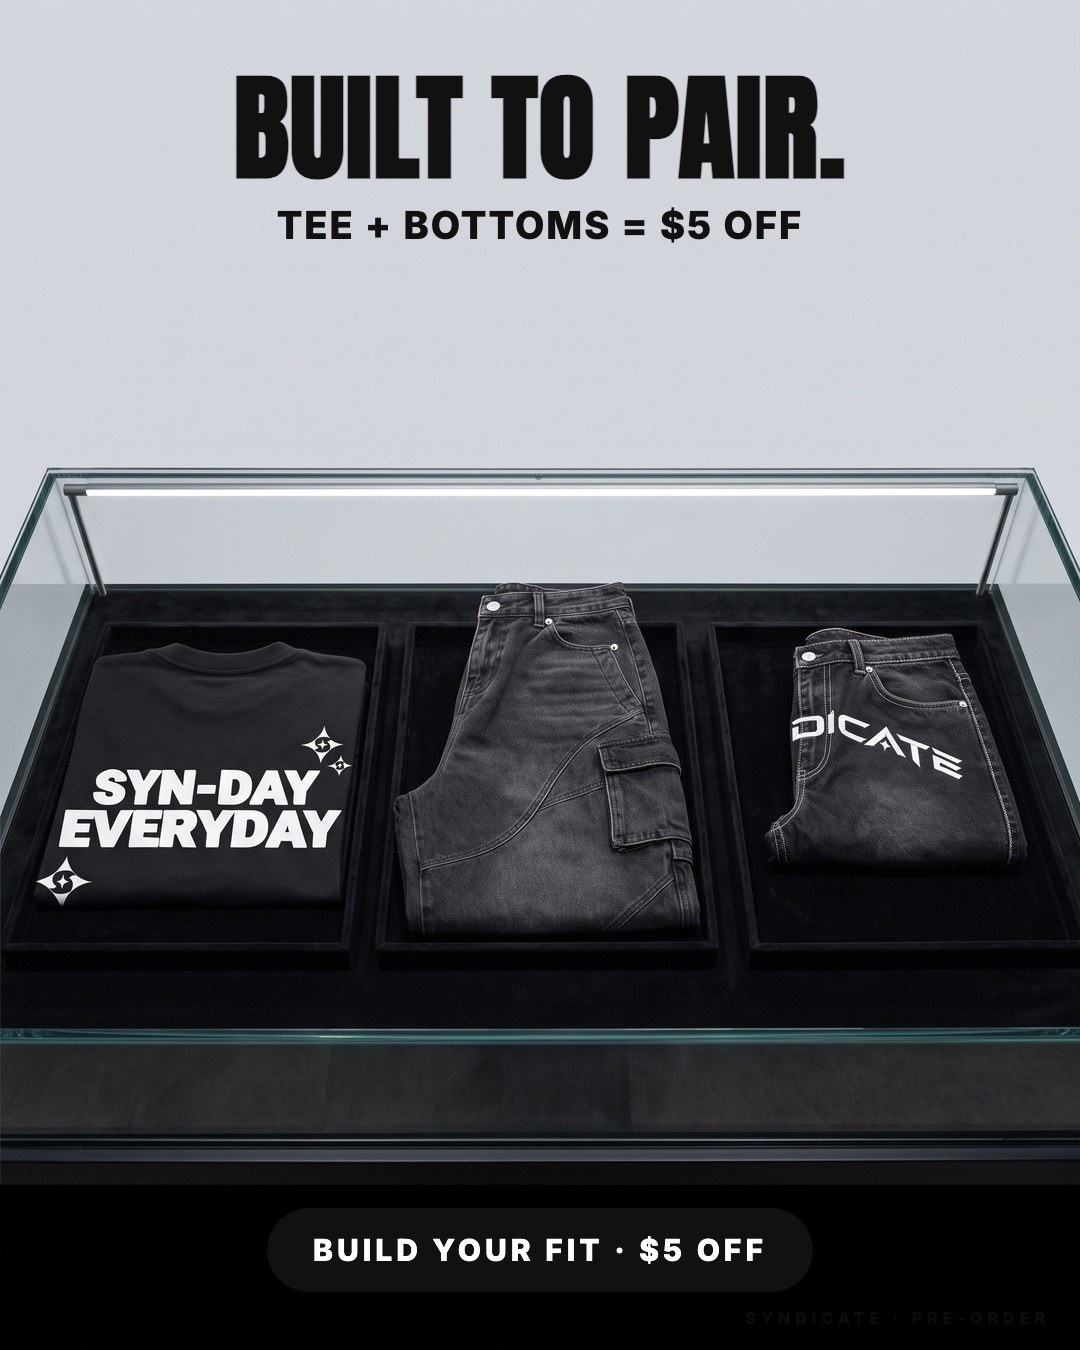 BUILT TO PAIR.
TEE + BOTTOMS = $5 OFF
SYN-DAY
EVERYDAY
DICATE
BUILD YOUR FIT · $5 OFF
SYNDICATE · PRE-ORDER